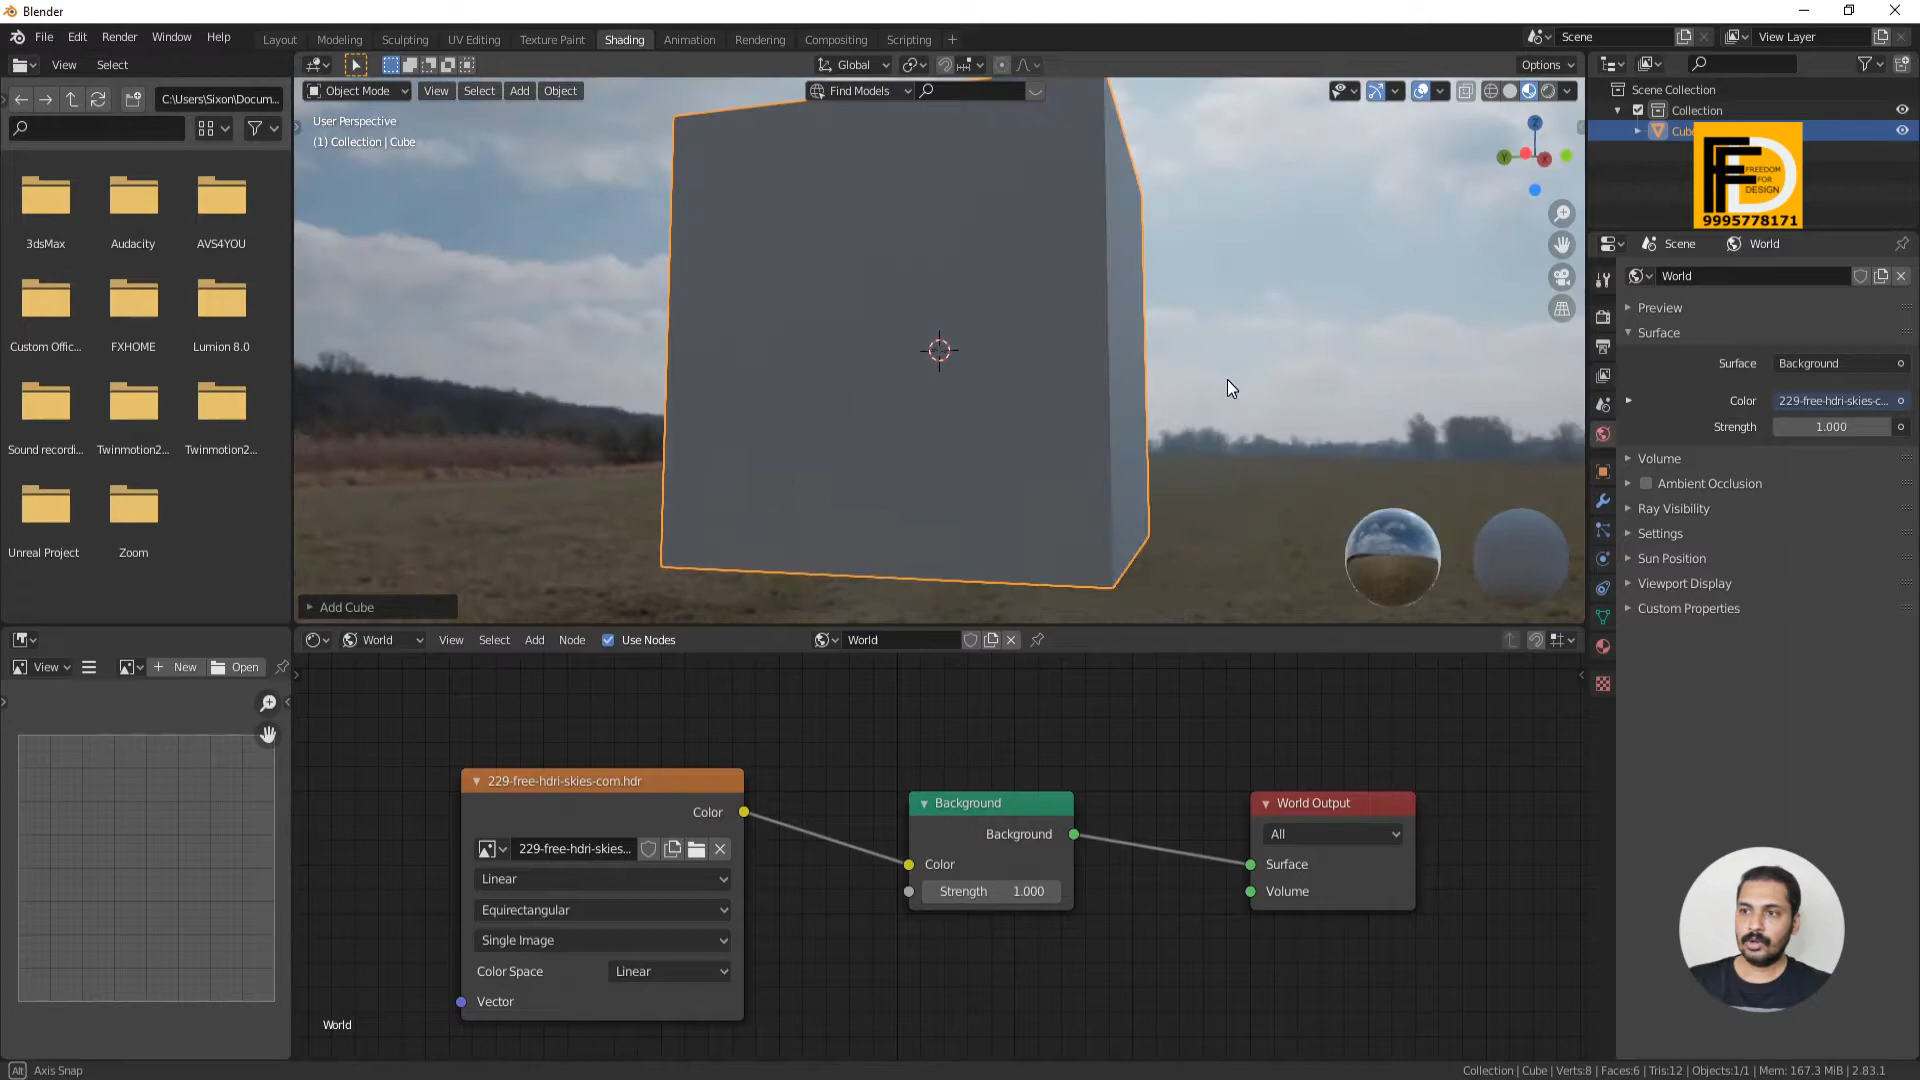 Blender
File Edit Render Window Help
Layout Modeling Sculpting UV Editing Texture Paint Shading Animation Rendering Compositing Scripting +
Scene
View Layer
View Select
Global
Options
C:\Users\Sixon\Docum...
Object Mode View Select Add Object
Find Models
User Perspective
(1) Collection | Cube
Z
Y
X
Scene Collection
Collection
Cube
FREEDOM
FOR
DESIGN
9995778171
3dsMax Audacity AVS4YOU
Custom Offic... FXHOME Lumion 8.0
Sound recordi... Twinmotion2... Twinmotion2...
Unreal Project Zoom
Scene World
World
Preview
Surface
Surface Background
Color 229-free-hdri-skies-c...
Strength 1.000
Volume
Ambient Occlusion
Ray Visibility
Settings
Sun Position
Viewport Display
Custom Properties
Add Cube
World View Select Add Node Use Nodes
World
View New Open
229-free-hdri-skies-com.hdr
Color
229-free-hdri-skies...
Linear
Equirectangular
Single Image
Color Space Linear
Vector
Background
Background
Color
Strength 1.000
World Output
All
Surface
Volume
World
Alt Axis Snap
Collection | Cube | Verts:8 | Faces:6 | Tris:12 | Objects:1/1 | Mem: 167.3 MiB | 2.83.1